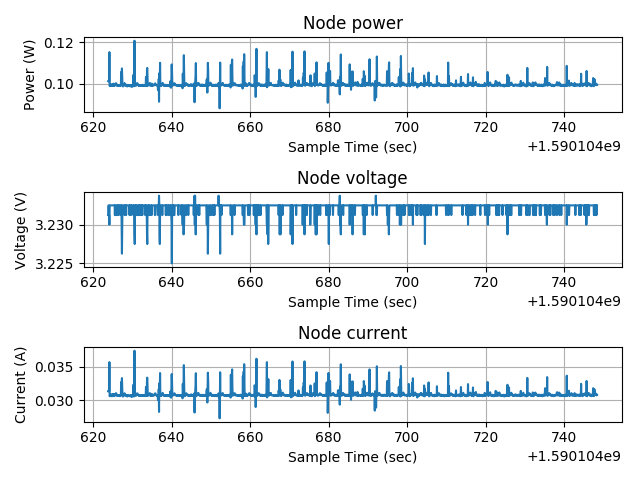 Node power
Power (W)
0.12
0.10
620 640 660 680 700 720 740
Sample Time (sec)
+1.590104e9
Node voltage
Voltage (V)
3.230
3.225
620 640 660 680 700 720 740
Sample Time (sec)
+1.590104e9
Node current
Current (A)
0.035
0.030
620 640 660 680 700 720 740
Sample Time (sec)
+1.590104e9